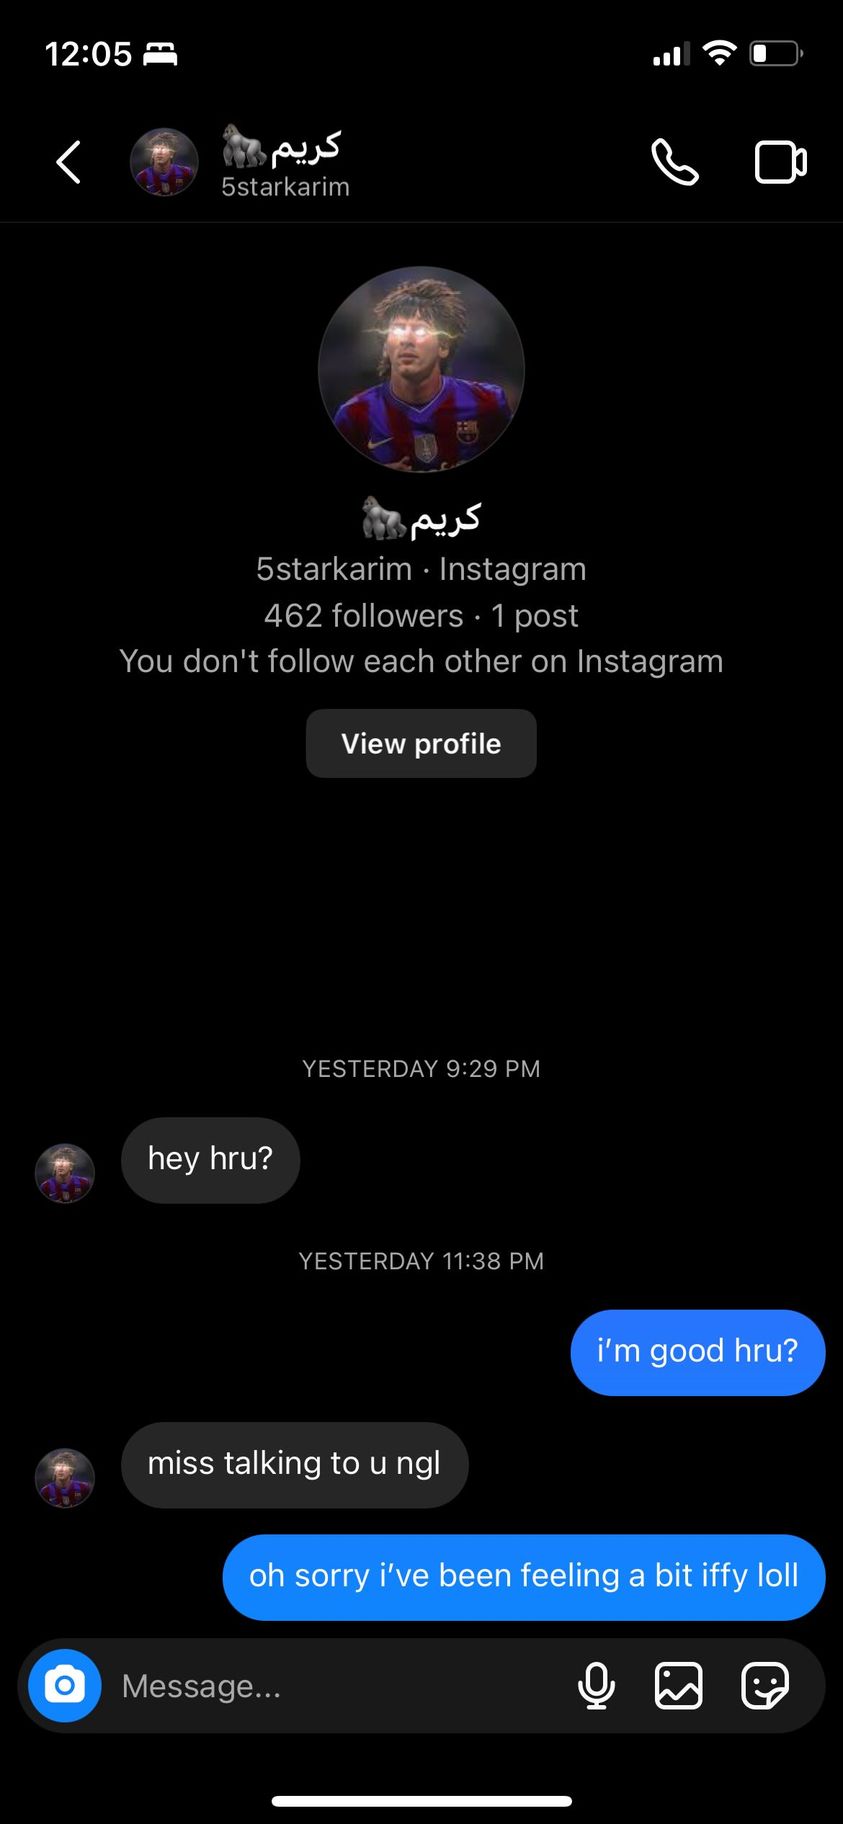 12:05
كريم🦍
5starkarim
كريم🦍
5starkarim · Instagram
462 followers · 1 post
You don't follow each other on Instagram
View profile
YESTERDAY 9:29 PM
hey hru?
YESTERDAY 11:38 PM
i’m good hru?
miss talking to u ngl
oh sorry i’ve been feeling a bit iffy loll
Message...